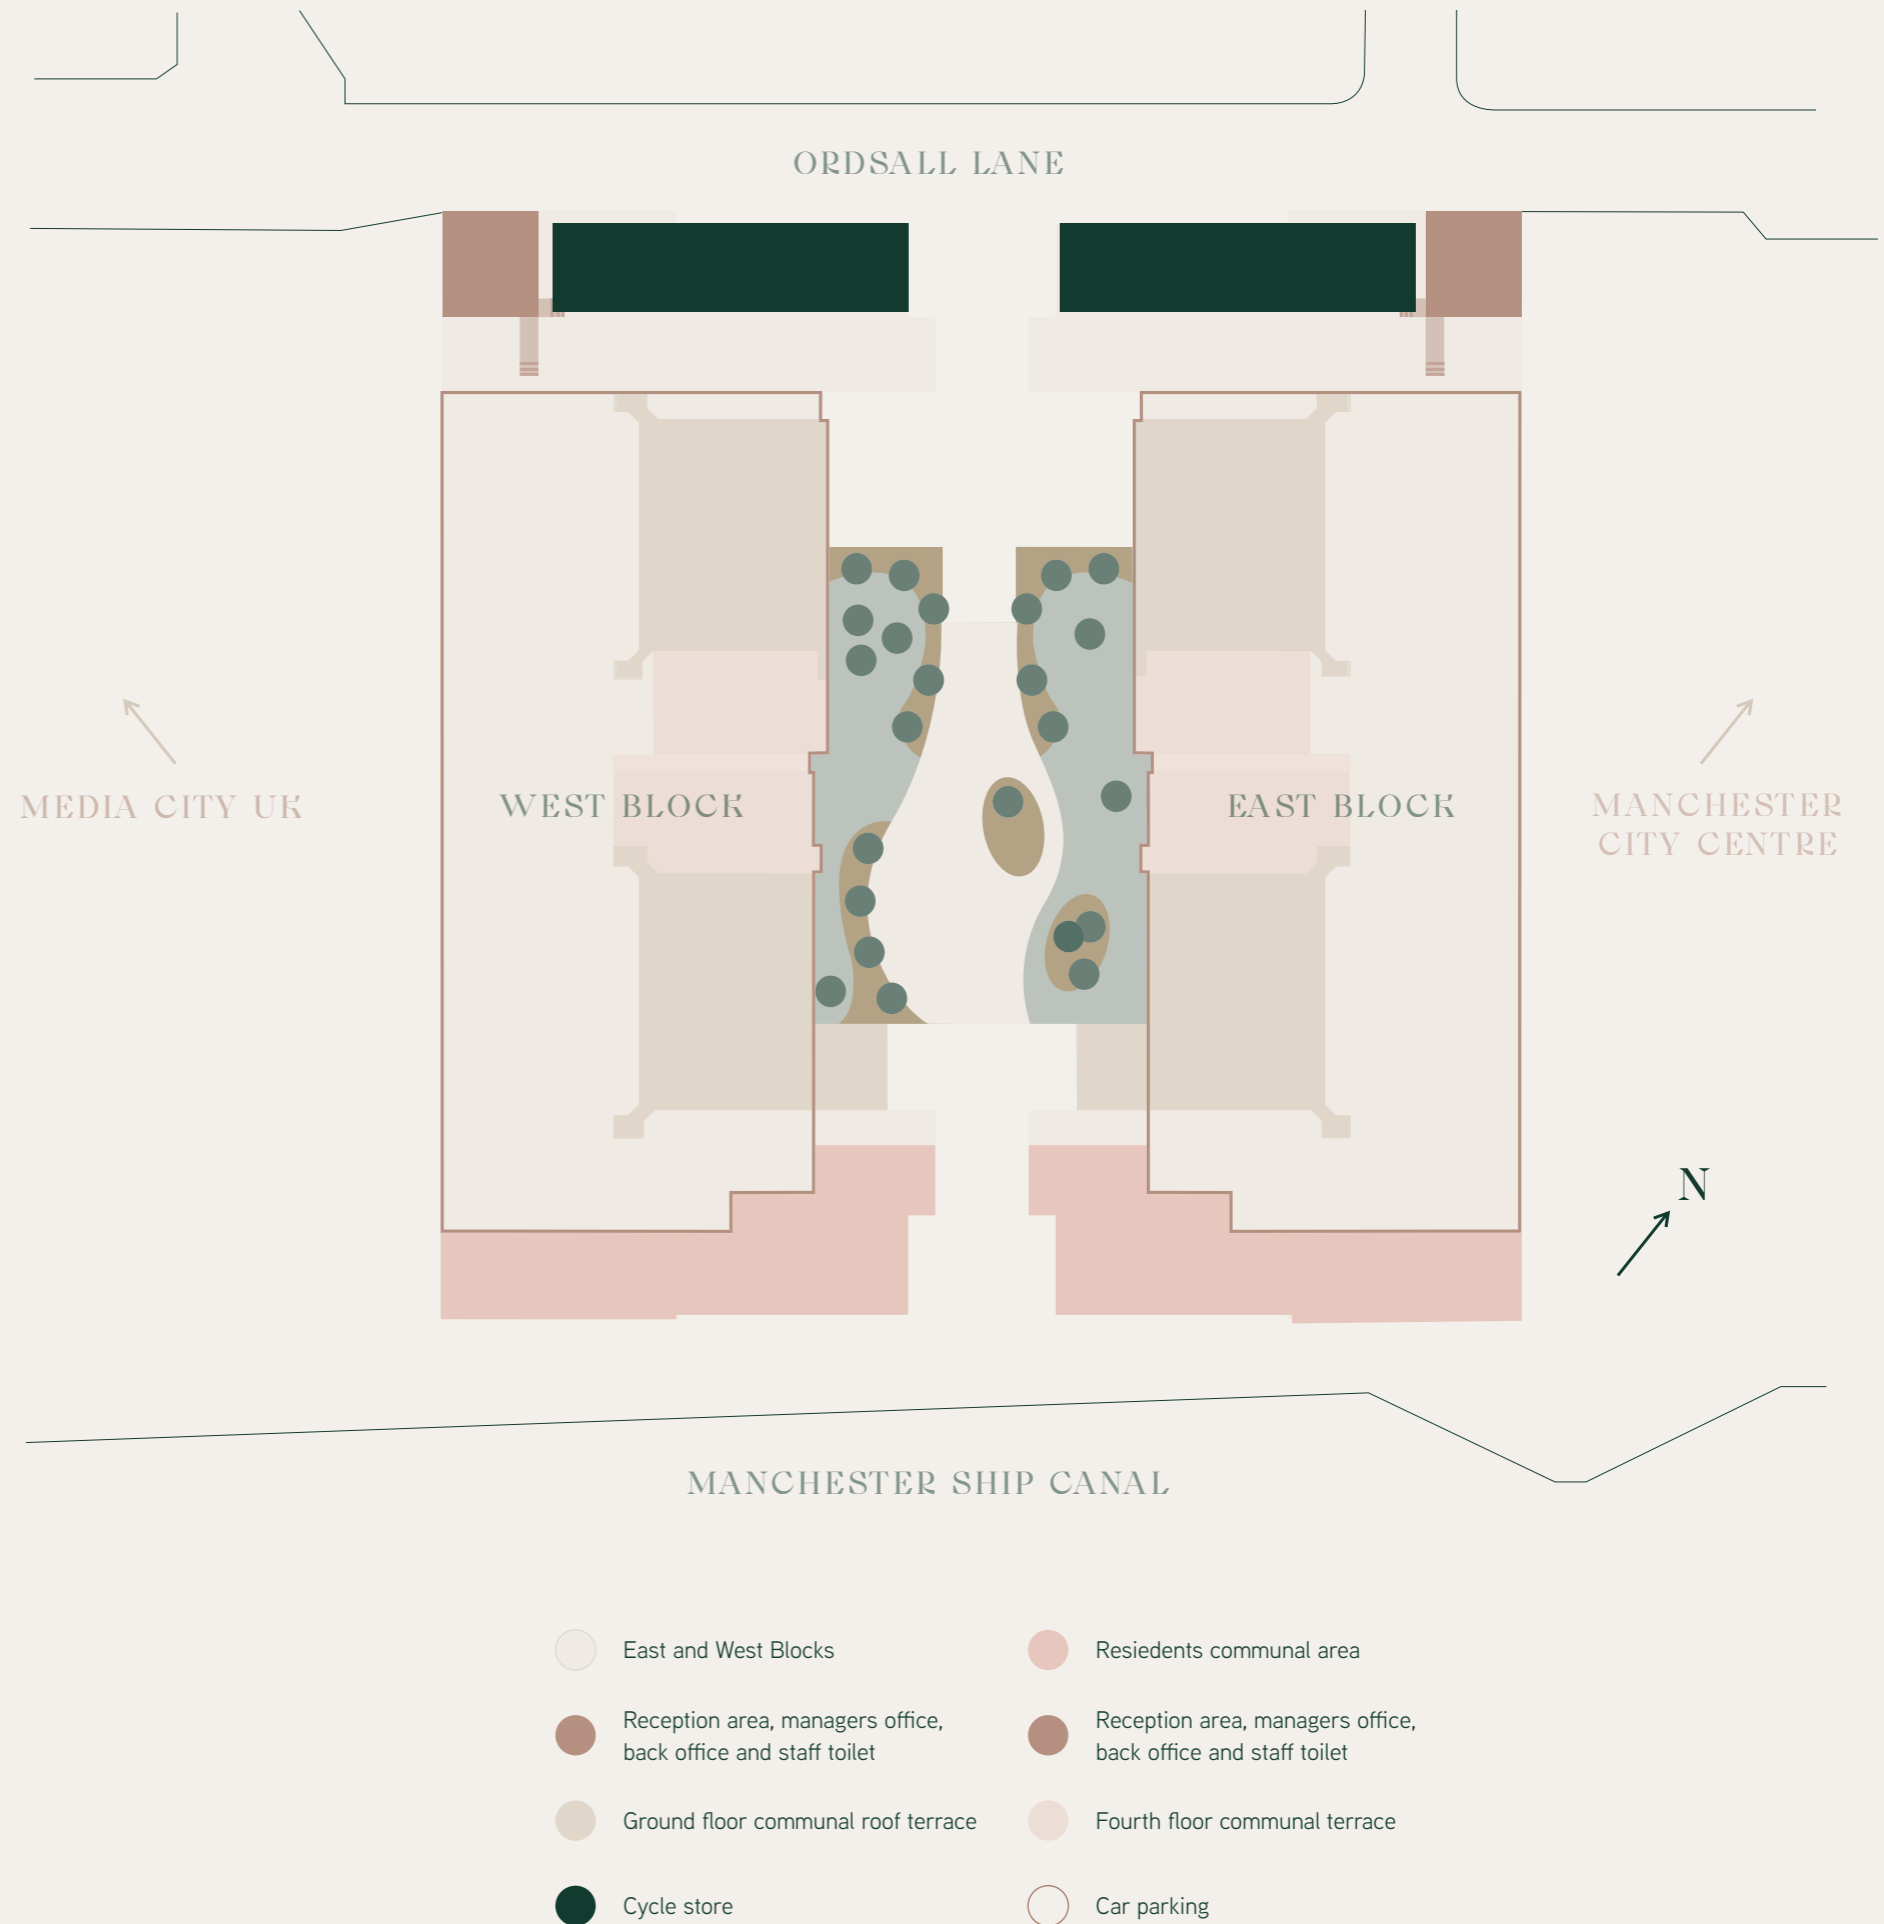 ORDSALL LANE
MEDIA CITY UK
WEST BLOCK
EAST BLOCK
MANCHESTER
CITY CENTRE
N
MANCHESTER SHIP CANAL
East and West Blocks
Resiedents communal area
Reception area, managers office,
back office and staff toilet
Reception area, managers office,
back office and staff toilet
Ground floor communal roof terrace
Fourth floor communal terrace
Cycle store
Car parking